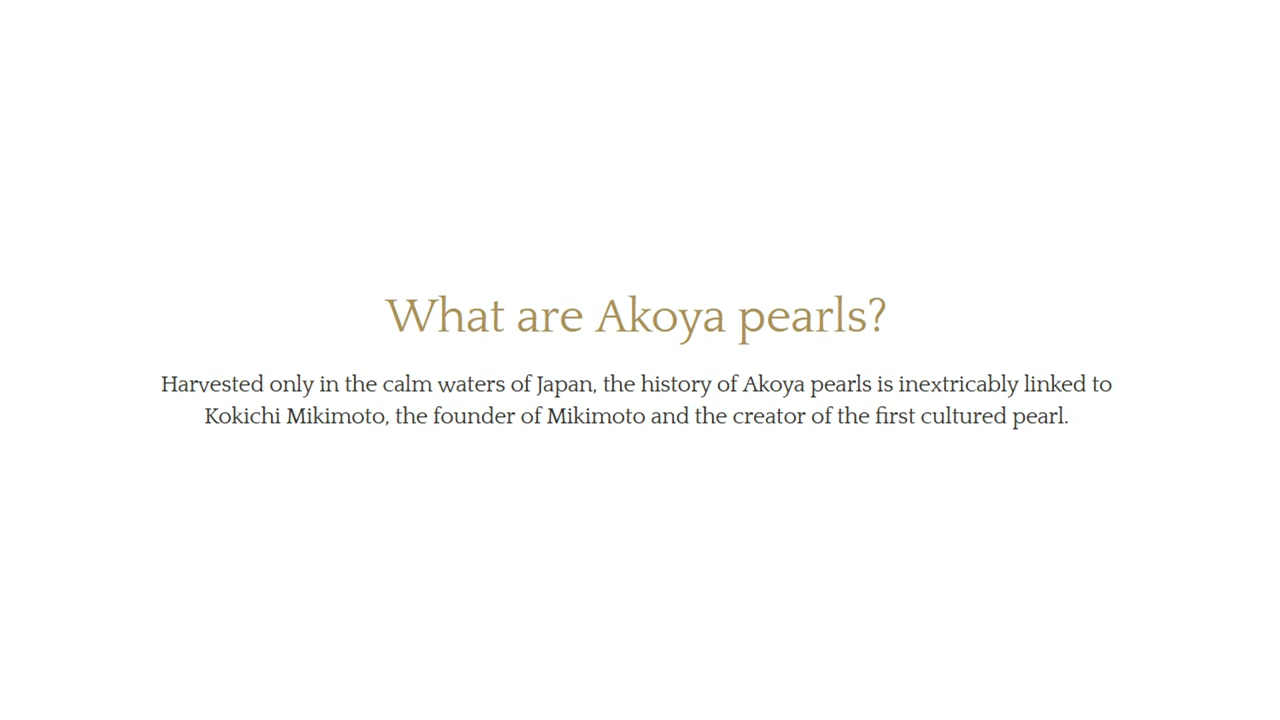 What are Akoya pearls?
Harvested only in the calm waters of Japan, the history of Akoya pearls is inextricably linked to
Kokichi Mikimoto, the founder of Mikimoto and the creator of the first cultured pearl.